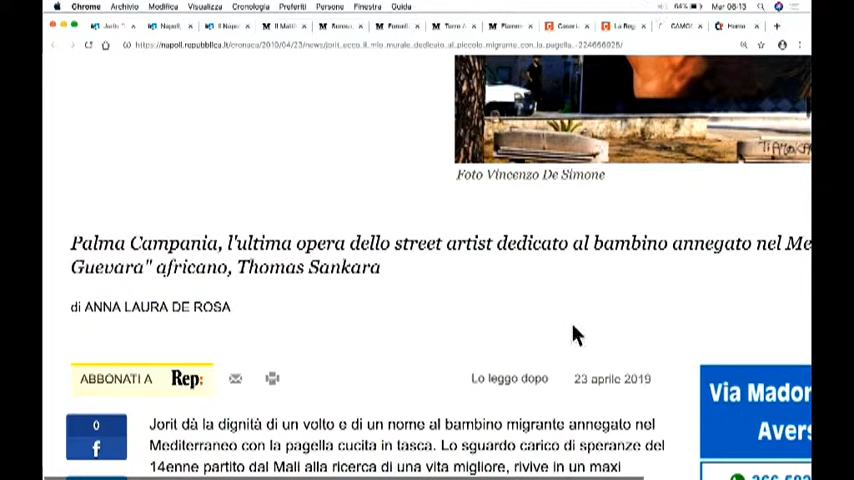 Chrome Archivio Modifica Visualizza Cronologia Preferiti Persone Finestra Guida
64% Mar 08:13
Foto Vincenzo De Simone
Palma Campania, l'ultima opera dello street artist dedicato al bambino annegato nel Me
Guevara" africano, Thomas Sankara
di ANNA LAURA DE ROSA
ABBONATI A Rep: Lo leggo dopo 23 aprile 2019
0
f
Jorit dà la dignità di un volto e di un nome al bambino migrante annegato nel
Mediterraneo con la pagella cucita in tasca. Lo sguardo carico di speranze del
14enne partito dal Mali alla ricerca di una vita migliore, rivive in un maxi
Via Mador
Avers